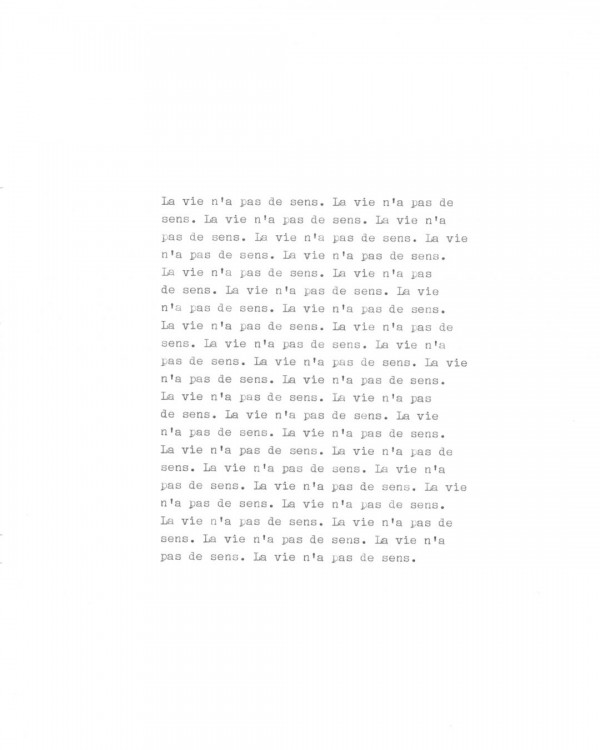 La vie n'a pas de sens. La vie n'a pas de
sens. La vie n'a pas de sens. La vie n'a
pas de sens. La vie n'a pas de sens. La vie
n'a pas de sens. La vie n'a pas de sens.
La vie n'a pas de sens. La vie n'a pas
de sens. La vie n'a pas de sens. La vie
n'a pas de sens. La vie n'a pas de sens.
La vie n'a pas de sens. La vie n'a pas de
sens. La vie n'a pas de sens. La vie n'a
pas de sens. La vie n'a pas de sens. La vie
n'a pas de sens. La vie n'a pas de sens.
La vie n'a pas de sens. La vie n'a pas
de sens. La vie n'a pas de sens. La vie
n'a pas de sens. La vie n'a pas de sens.
La vie n'a pas de sens. La vie n'a pas de
sens. La vie n'a pas de sens. La vie n'a
pas de sens. La vie n'a pas de sens. La vie
n'a pas de sens. La vie n'a pas de sens.
La vie n'a pas de sens. La vie n'a pas de
sens. La vie n'a pas de sens. La vie n'a
pas de sens. La vie n'a pas de sens.